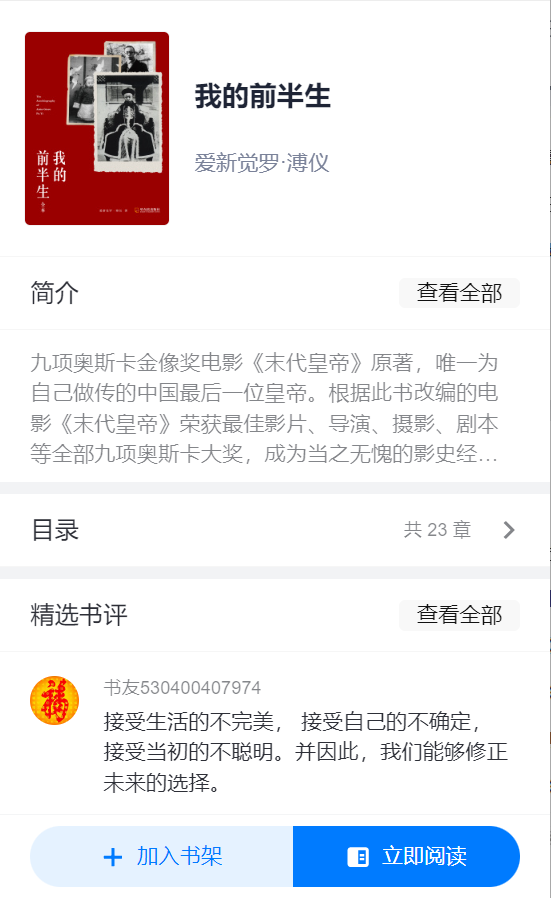 我的
前半生
我的前半生
爱新觉罗·溥仪
简介
查看全部
九项奥斯卡金像奖电影《末代皇帝》原著，唯一为
自己做传的中国最后一位皇帝。根据此书改编的电
影《末代皇帝》荣获最佳影片、导演、摄影、剧本
等全部九项奥斯卡大奖，成为当之无愧的影史经…
目录
共 23 章
精选书评
查看全部
书友530400407974
接受生活的不完美， 接受自己的不确定，
接受当初的不聪明。并因此，我们能够修正
未来的选择。
加入书架
立即阅读